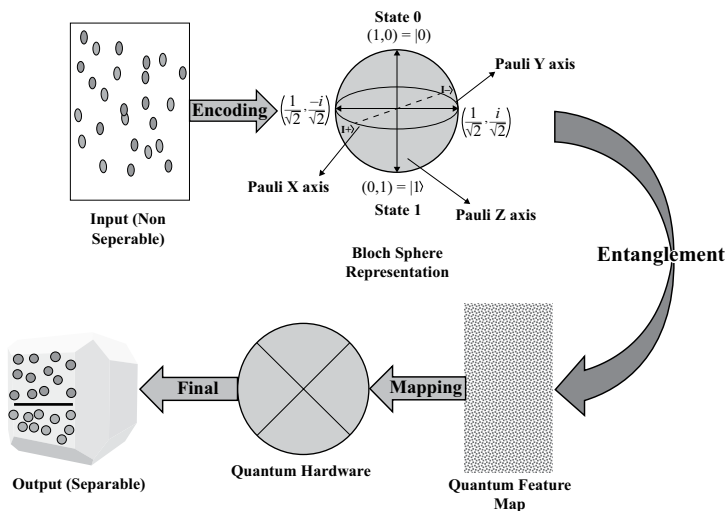 State 0
(1,0) = |0⟩
Pauli Y axis
Encoding
(1/√2, -i/√2)
|−⟩
|+⟩
(1/√2, i/√2)
Pauli X axis
(0,1) = |1⟩
State 1
Pauli Z axis
Input (Non
Seperable)
Bloch Sphere
Representation
Entanglement
Final
Mapping
Output (Separable)
Quantum Hardware
Quantum Feature
Map